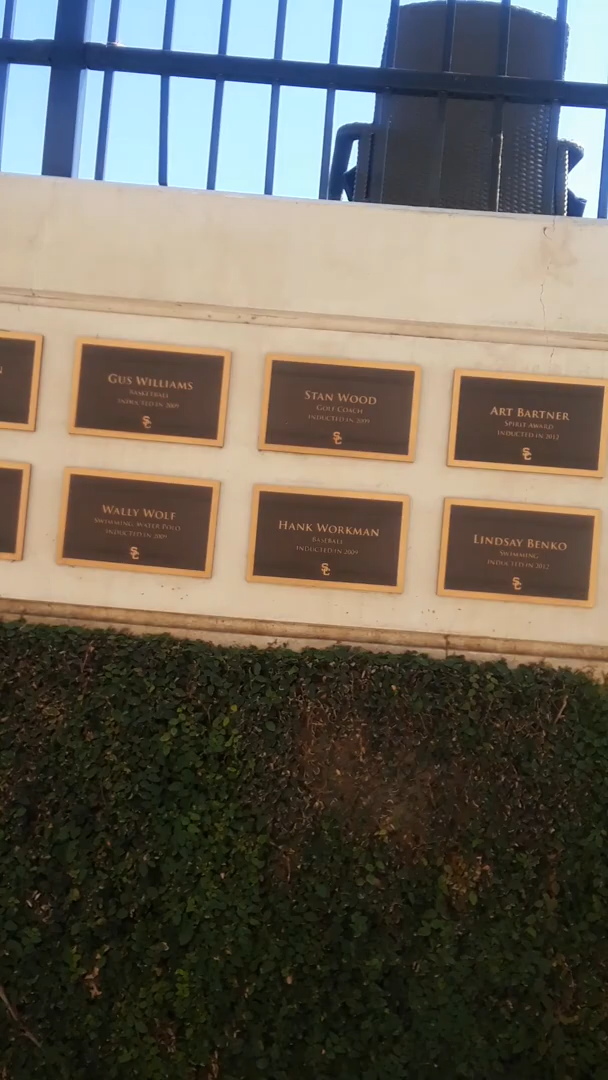 GUS WILLIAMS
BASKETBALL
INDUCTED IN 2009
SC
STAN WOOD
GOLF COACH
INDUCTED IN 2009
SC
ART BARTNER
SPIRIT AWARD
INDUCTED IN 2012
SC
WALLY WOLF
SWIMMING WATER POLO
INDUCTED IN 2009
SC
HANK WORKMAN
BASEBALL
INDUCTED IN 2009
SC
LINDSAY BENKO
SWIMMING
INDUCTED IN 2012
SC